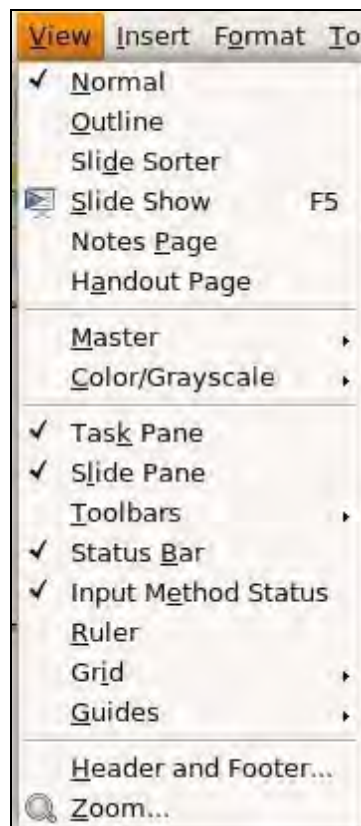 View Insert Format To
Normal
Outline
Slide Sorter
Slide Show F5
Notes Page
Handout Page
Master
Color/Grayscale
Task Pane
Slide Pane
Toolbars
Status Bar
Input Method Status
Ruler
Grid
Guides
Header and Footer...
Zoom...